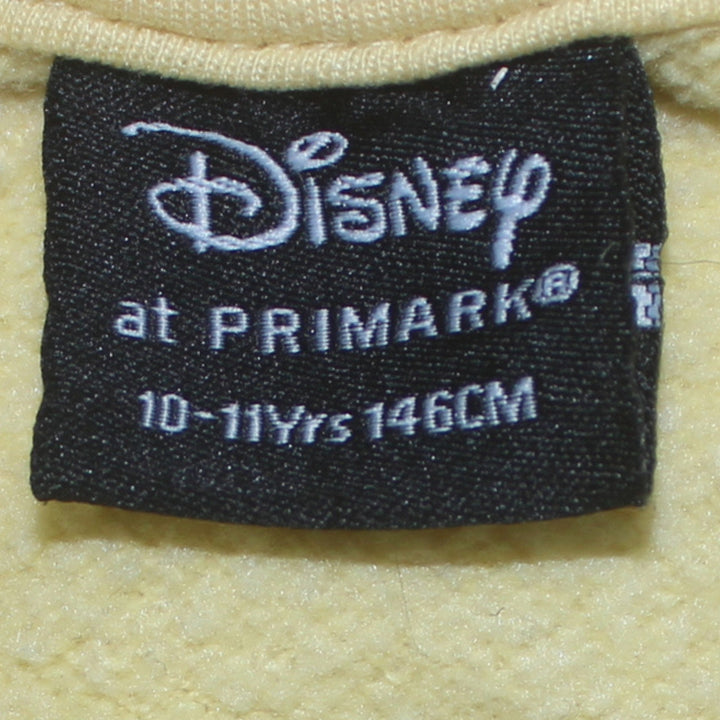 Disney
at PRIMARK®
10-11Yrs 146CM